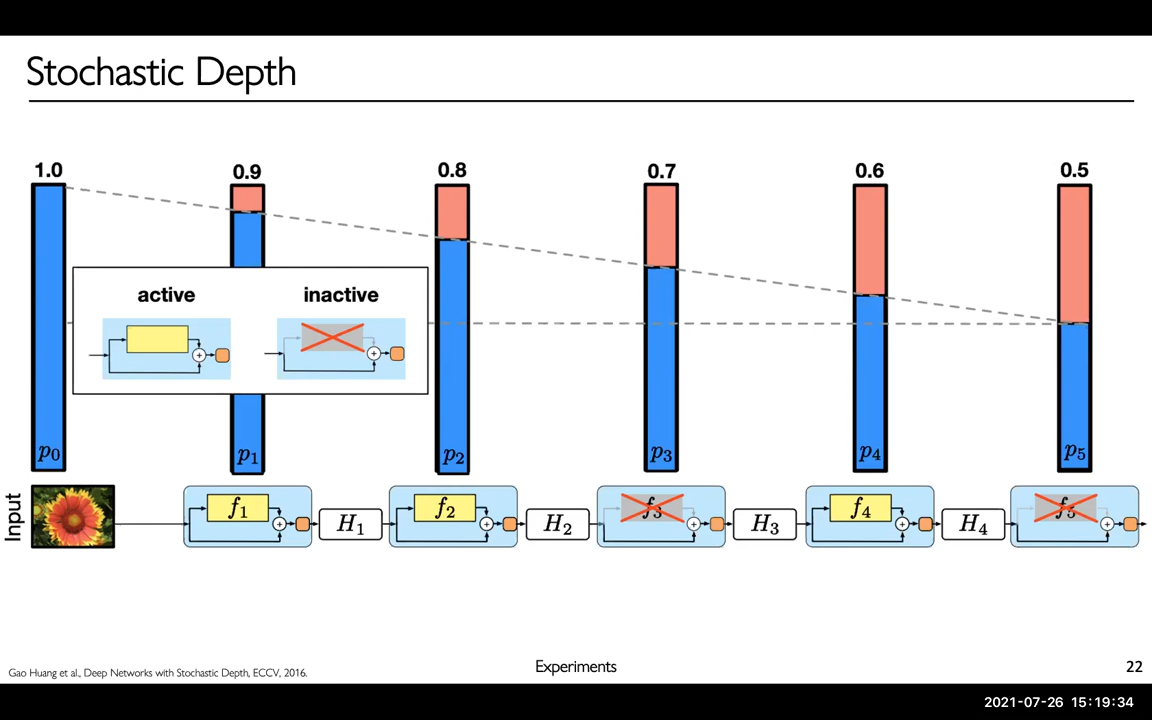 Stochastic Depth
1.0 0.9 0.8 0.7 0.6 0.5
active inactive
p0 p1 p2 p3 p4 p5
Input
f1 H1 f2 H2 f3 H3 f4 H4 f5
Gao Huang et al., Deep Networks with Stochastic Depth, ECCV, 2016.
Experiments
22
2021-07-26 15:19:34